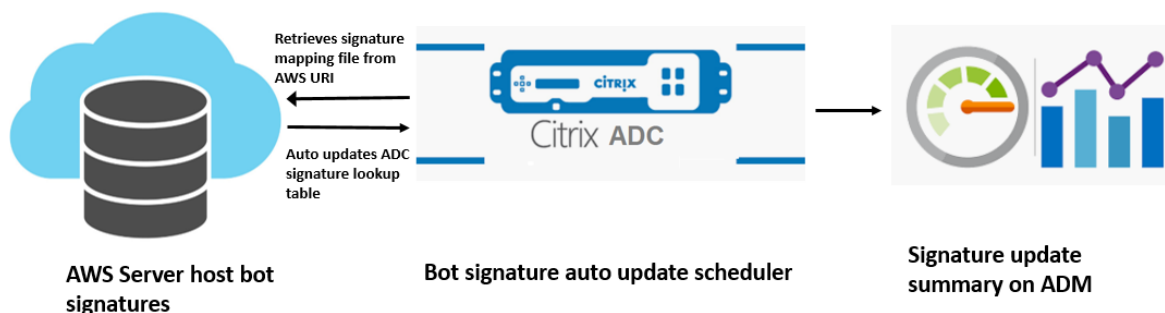 Retrieves signature
mapping file from
AWS URI
Auto updates ADC
signature lookup
table
CITRIX
Citrix ADC
AWS Server host bot
signatures
Bot signature auto update scheduler
Signature update
summary on ADM